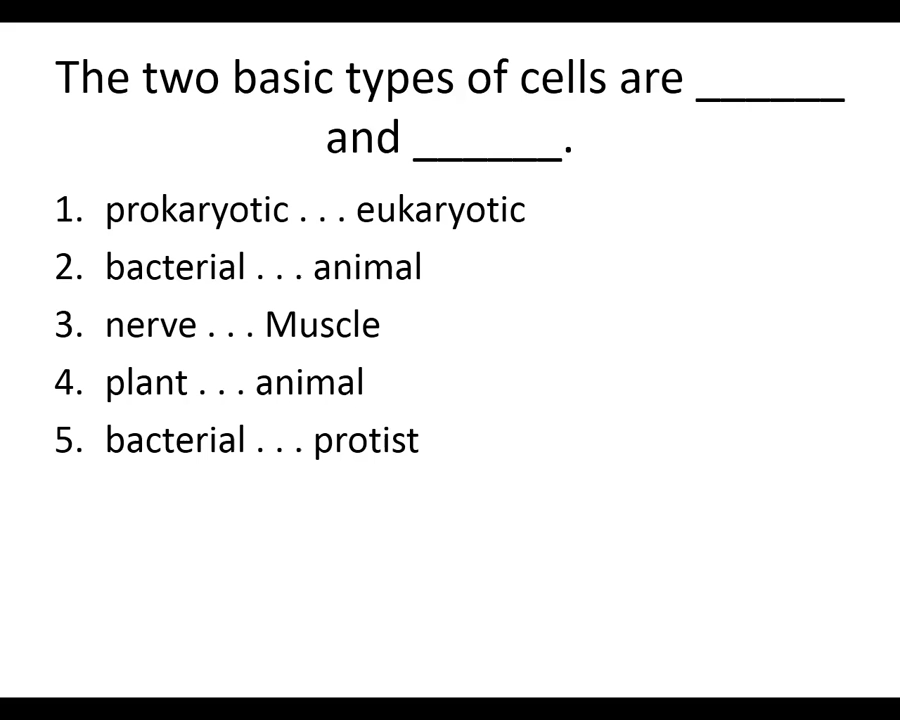 The two basic types of cells are ______
and ______.
1. prokaryotic . . . eukaryotic
2. bacterial . . . animal
3. nerve . . . Muscle
4. plant . . . animal
5. bacterial . . . protist